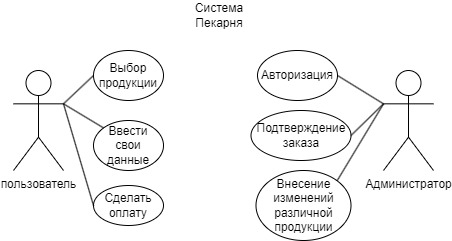 Система
Пекарня
Выбор
продукции
Ввести
свои
данные
Сделать
оплату
пользователь
Авторизация
Подтверждение
заказа
Внесение
изменений
различной
продукции
Администратор